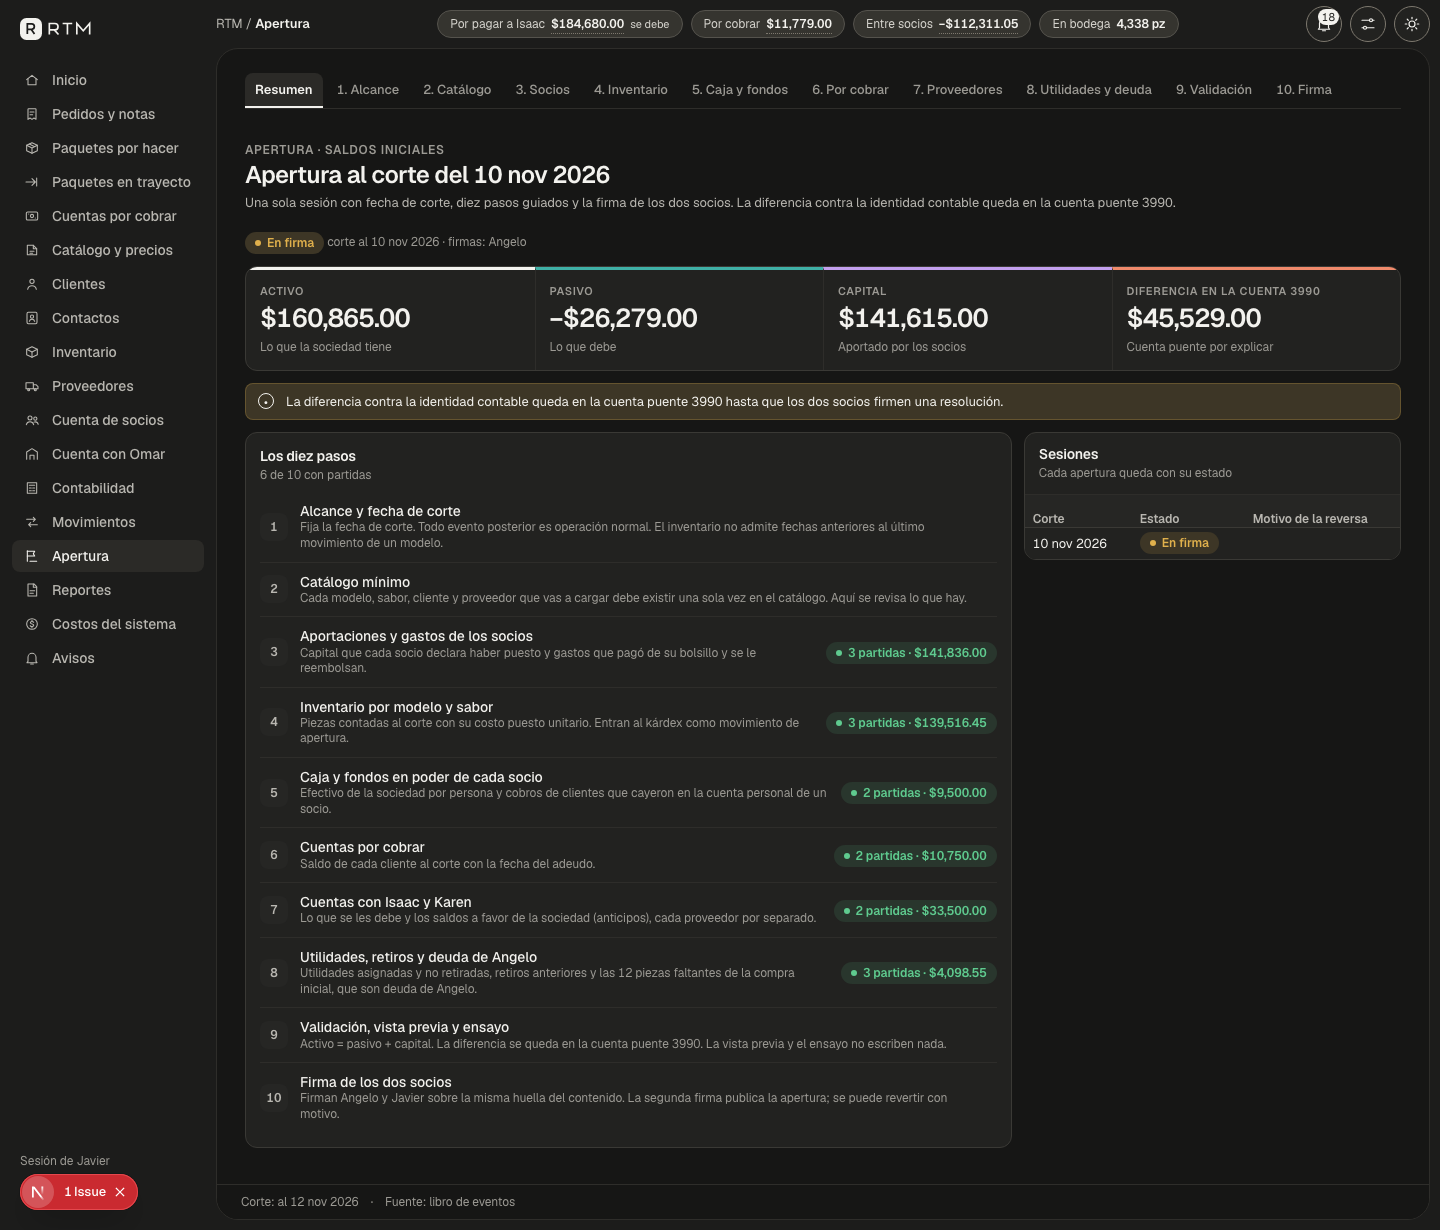 R RTM
RTM / Apertura
Por pagar a Isaac $184,680.00 se debe
Por cobrar $11,779.00
Entre socios −$112,311.05
En bodega 4,338 pz
18
Inicio
Pedidos y notas
Paquetes por hacer
Paquetes en trayecto
Cuentas por cobrar
Catálogo y precios
Clientes
Contactos
Inventario
Proveedores
Cuenta de socios
Cuenta con Omar
Contabilidad
Movimientos
Apertura
Reportes
Costos del sistema
Avisos
Sesión de Javier
N 1 Issue
Resumen
1. Alcance
2. Catálogo
3. Socios
4. Inventario
5. Caja y fondos
6. Por cobrar
7. Proveedores
8. Utilidades y deuda
9. Validación
10. Firma
APERTURA · SALDOS INICIALES
Apertura al corte del 10 nov 2026
Una sola sesión con fecha de corte, diez pasos guiados y la firma de los dos socios. La diferencia contra la identidad contable queda en la cuenta puente 3990.
En firma corte al 10 nov 2026 · firmas: Angelo
ACTIVO
$160,865.00
Lo que la sociedad tiene
PASIVO
−$26,279.00
Lo que debe
CAPITAL
$141,615.00
Aportado por los socios
DIFERENCIA EN LA CUENTA 3990
$45,529.00
Cuenta puente por explicar
La diferencia contra la identidad contable queda en la cuenta puente 3990 hasta que los dos socios firmen una resolución.
Los diez pasos
6 de 10 con partidas
1
Alcance y fecha de corte
Fija la fecha de corte. Todo evento posterior es operación normal. El inventario no admite fechas anteriores al último
movimiento de un modelo.
2
Catálogo mínimo
Cada modelo, sabor, cliente y proveedor que vas a cargar debe existir una sola vez en el catálogo. Aquí se revisa lo que hay.
3
Aportaciones y gastos de los socios
Capital que cada socio declara haber puesto y gastos que pagó de su bolsillo y se le
reembolsan.
3 partidas · $141,836.00
4
Inventario por modelo y sabor
Piezas contadas al corte con su costo puesto unitario. Entran al kárdex como movimiento de
apertura.
3 partidas · $139,516.45
5
Caja y fondos en poder de cada socio
Efectivo de la sociedad por persona y cobros de clientes que cayeron en la cuenta personal de un
socio.
2 partidas · $9,500.00
6
Cuentas por cobrar
Saldo de cada cliente al corte con la fecha del adeudo.
2 partidas · $10,750.00
7
Cuentas con Isaac y Karen
Lo que se les debe y los saldos a favor de la sociedad (anticipos), cada proveedor por separado.
2 partidas · $33,500.00
8
Utilidades, retiros y deuda de Angelo
Utilidades asignadas y no retiradas, retiros anteriores y las 12 piezas faltantes de la compra
inicial, que son deuda de Angelo.
3 partidas · $4,098.55
9
Validación, vista previa y ensayo
Activo = pasivo + capital. La diferencia se queda en la cuenta puente 3990. La vista previa y el ensayo no escriben nada.
10
Firma de los dos socios
Firman Angelo y Javier sobre la misma huella del contenido. La segunda firma publica la apertura; se puede revertir con
motivo.
Sesiones
Cada apertura queda con su estado
Corte Estado Motivo de la reversa
10 nov 2026 En firma
Corte: al 12 nov 2026 · Fuente: libro de eventos